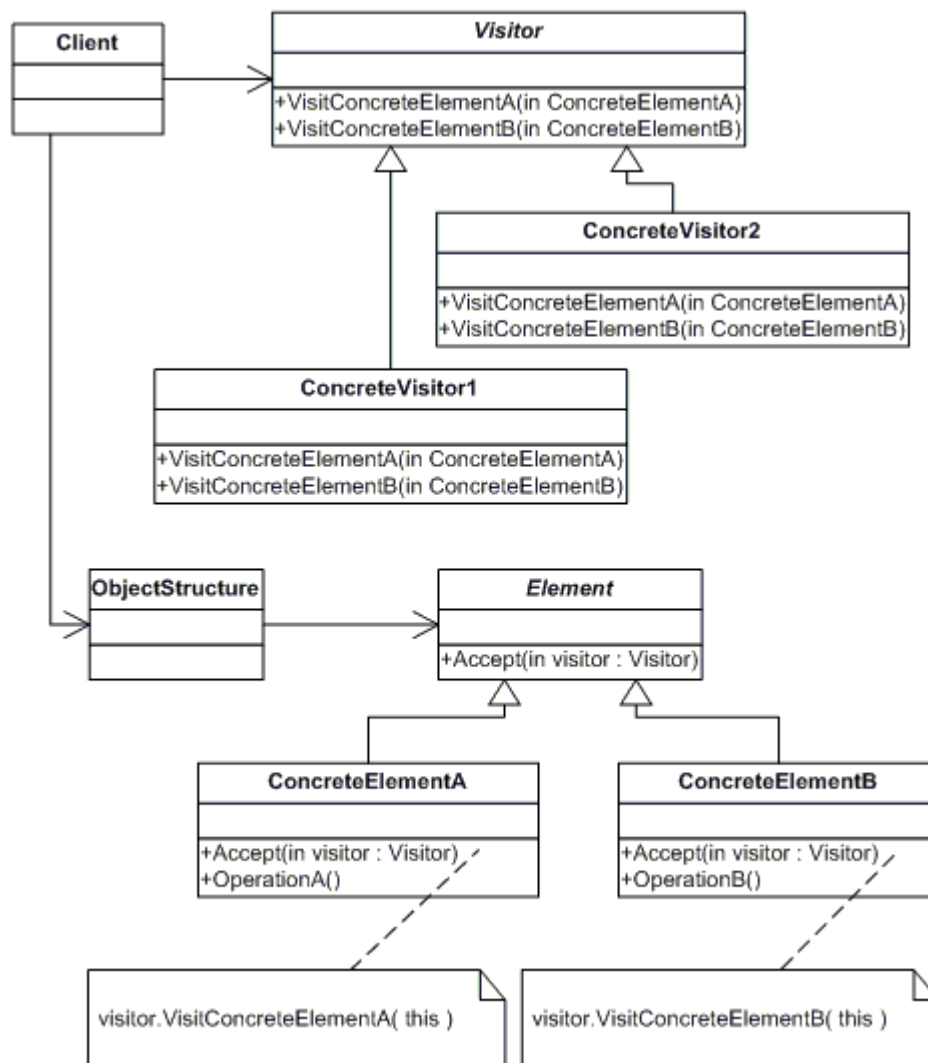 Client
Visitor
+VisitConcreteElementA(in ConcreteElementA)
+VisitConcreteElementB(in ConcreteElementB)
ConcreteVisitor2
+VisitConcreteElementA(in ConcreteElementA)
+VisitConcreteElementB(in ConcreteElementB)
ConcreteVisitor1
+VisitConcreteElementA(in ConcreteElementA)
+VisitConcreteElementB(in ConcreteElementB)
ObjectStructure
Element
+Accept(in visitor : Visitor)
ConcreteElementA
+Accept(in visitor : Visitor)
+OperationA()
ConcreteElementB
+Accept(in visitor : Visitor)
+OperationB()
visitor.VisitConcreteElementA( this )
visitor.VisitConcreteElementB( this )